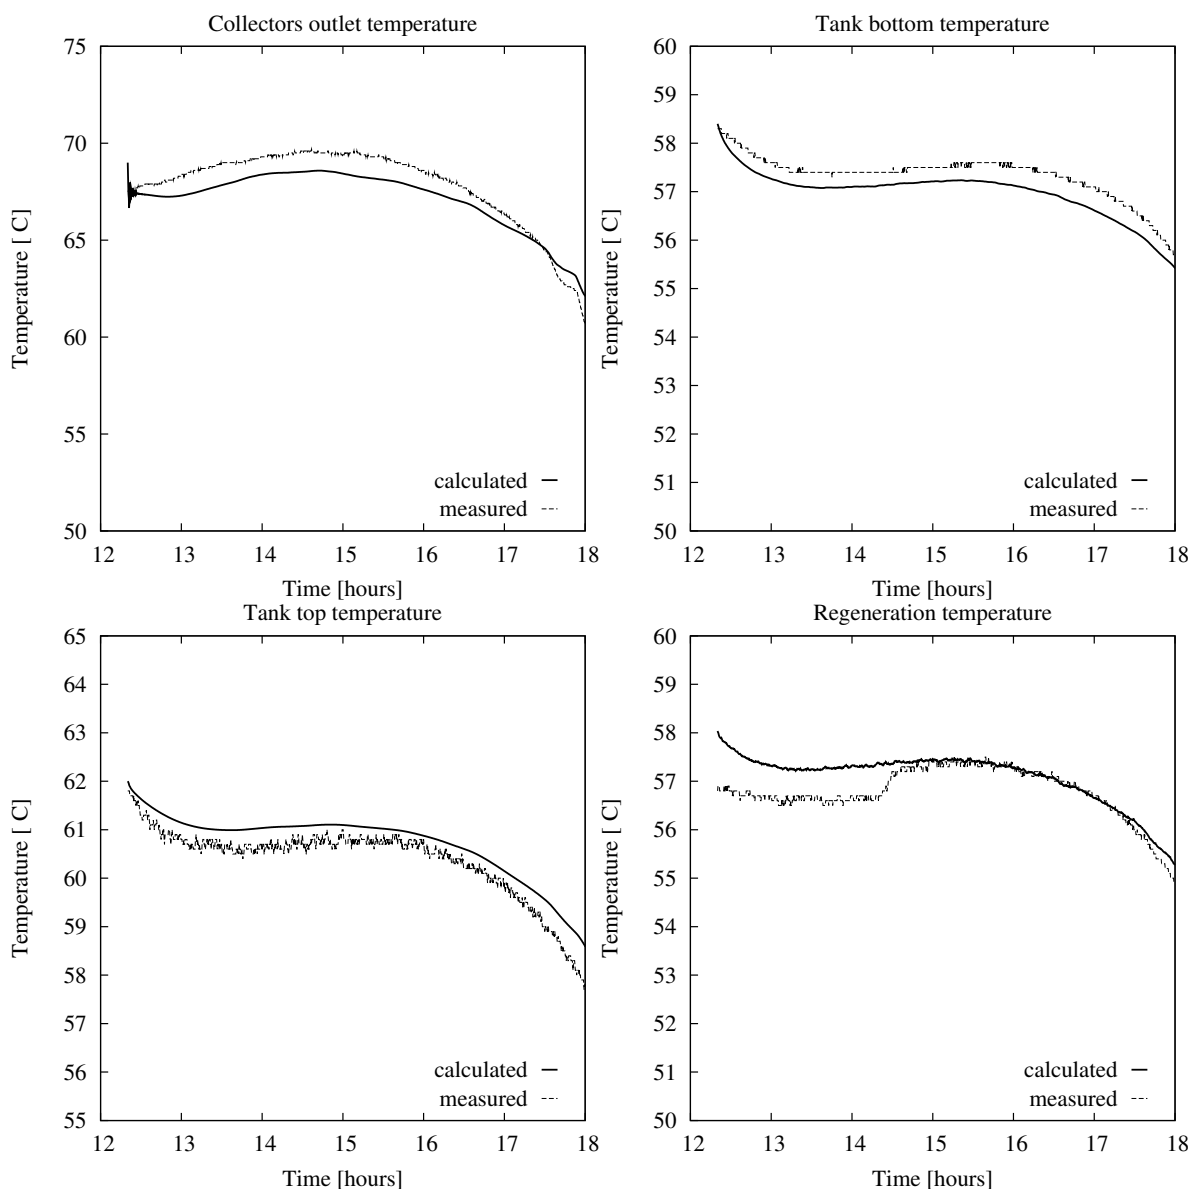 Collectors outlet temperature
75
70
65
60
55
50
12 13 14 15 16 17 18
Temperature [ C]
Time [hours]
calculated
measured
Tank bottom temperature
60
59
58
57
56
55
54
53
52
51
50
12 13 14 15 16 17 18
Temperature [ C]
Time [hours]
calculated
measured
Tank top temperature
65
64
63
62
61
60
59
58
57
56
55
12 13 14 15 16 17 18
Temperature [ C]
Time [hours]
calculated
measured
Regeneration temperature
60
59
58
57
56
55
54
53
52
51
50
12 13 14 15 16 17 18
Temperature [ C]
Time [hours]
calculated
measured